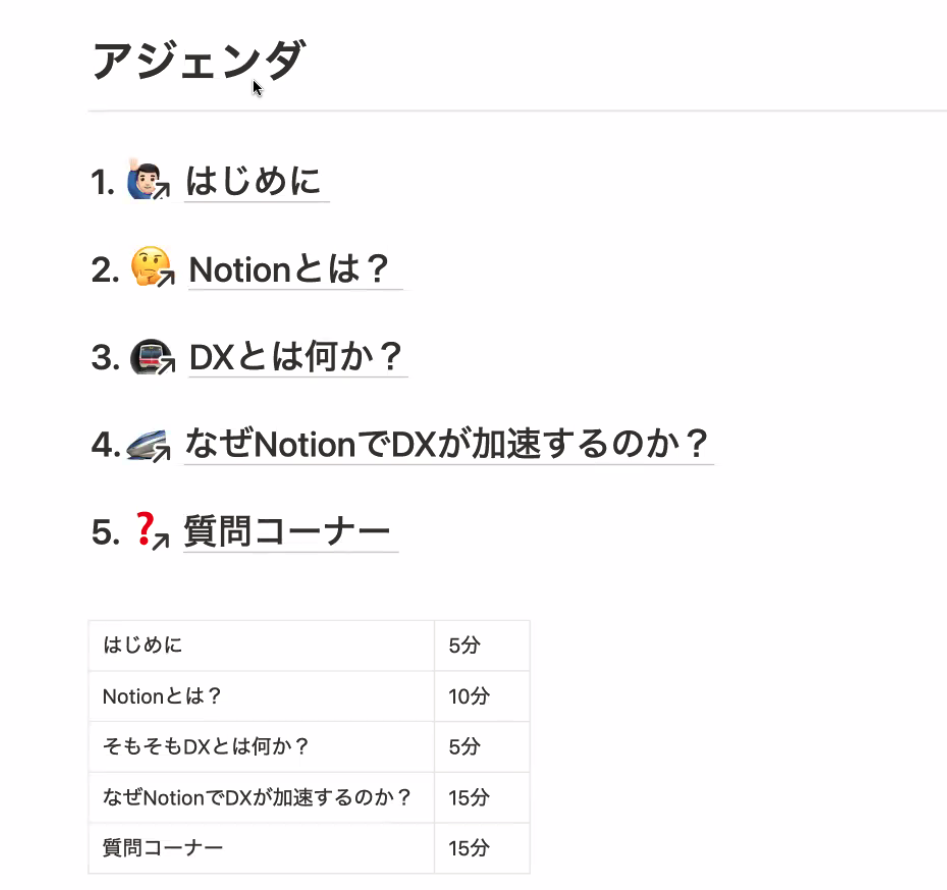 アジェンダ
1. はじめに
2. Notionとは？
3. DXとは何か？
4. なぜNotionでDXが加速するのか？
5. 質問コーナー
はじめに 5分
Notionとは？ 10分
そもそもDXとは何か？ 5分
なぜNotionでDXが加速するのか？ 15分
質問コーナー 15分